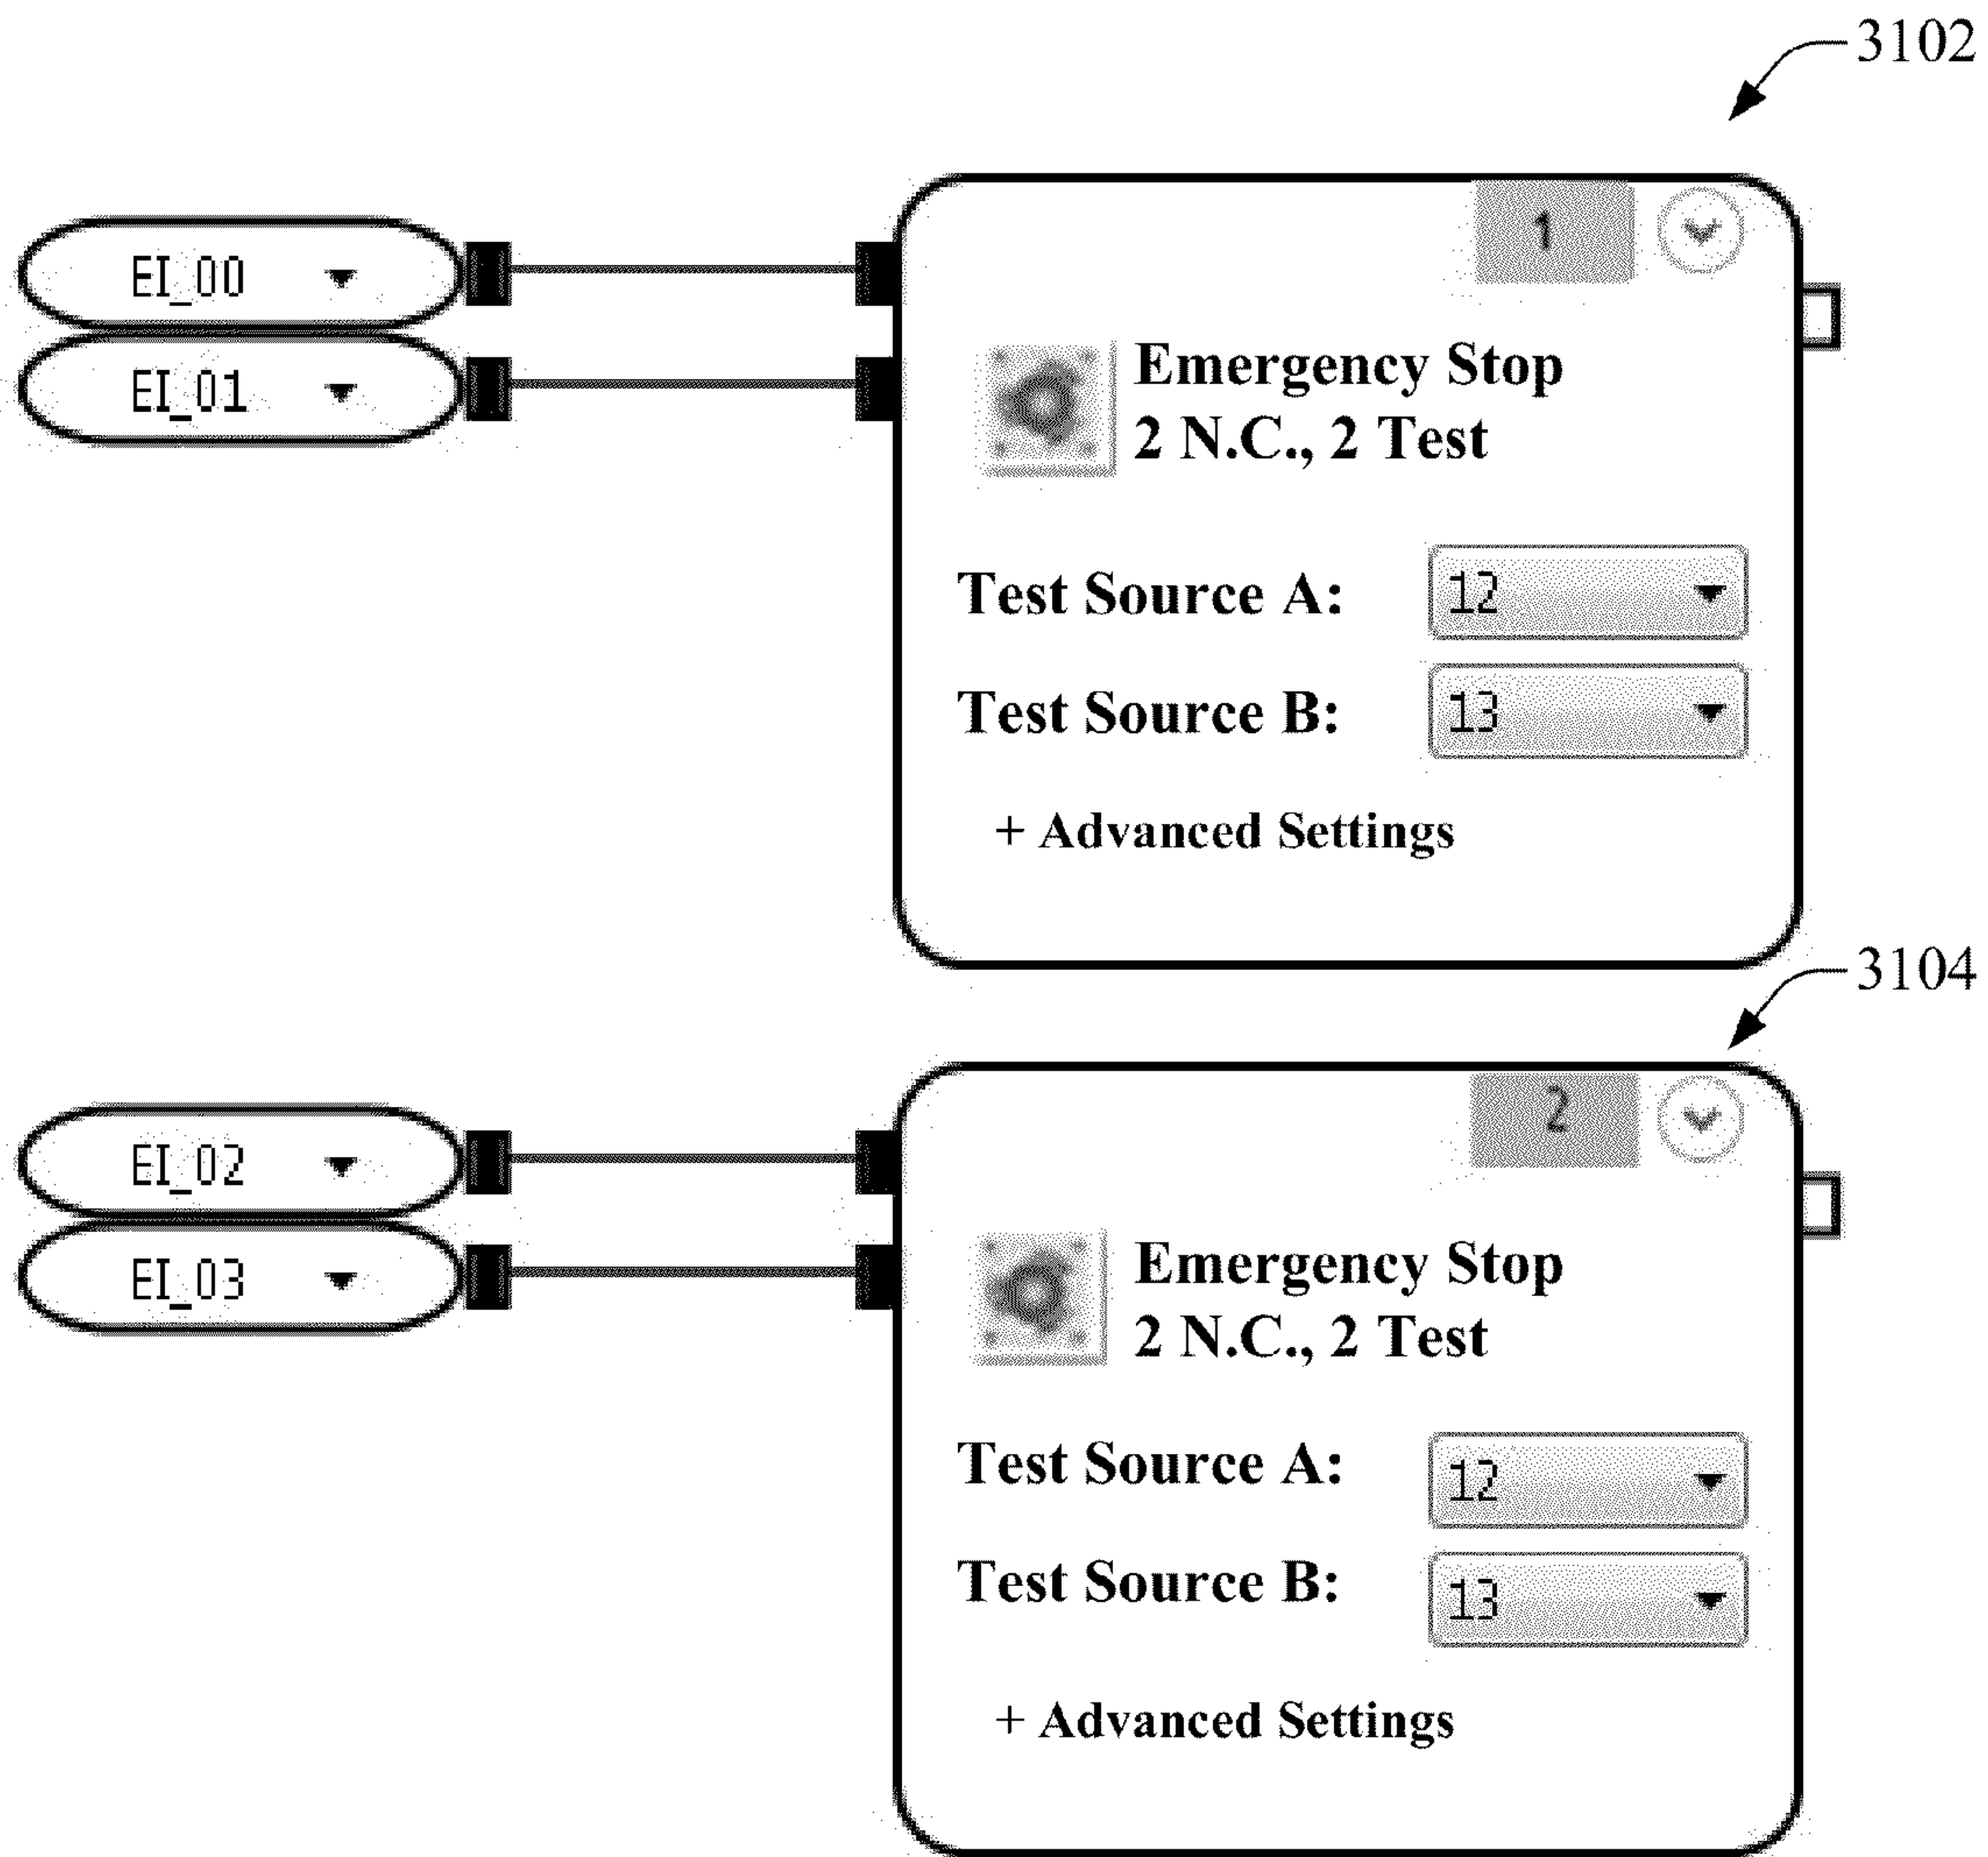 3102
1
EI_00
EI_01
Emergency Stop
2 N.C., 2 Test
Test Source A: 12
Test Source B: 13
+ Advanced Settings
3104
2
EI_02
EI_03
Emergency Stop
2 N.C., 2 Test
Test Source A: 12
Test Source B: 13
+ Advanced Settings